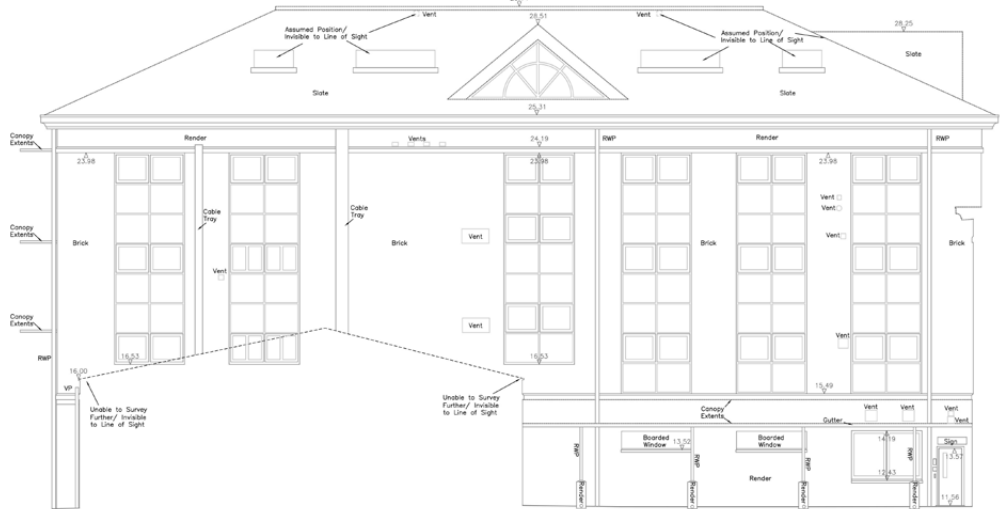 Vent
Vent
28.51
28.25
Assumed Position/
Invisible to Line of Sight
Assumed Position/
Invisible to Line of Sight
Slate
Slate
Slate
25.31
Canopy
Extents
Render
Vents
24.19
RWP
Render
RWP
23.98
23.98
23.98
Vent
Vent
Cable
Tray
Cable
Tray
Canopy
Extents
Brick
Brick
Vent
Vent
Brick
Brick
Vent
Canopy
Extents
Vent
Vent
RWP
16.53
16.53
16.00
VP
15.49
Unable to Survey
Further/ Invisible
to Line of Sight
Unable to Survey
Further/ Invisible
to Line of Sight
Canopy
Extents
Gutter
Vent
Vent
Vent
Vent
Boarded
Window
13.52
Boarded
Window
14.19
Sign
13.57
RWP
RWP
RWP
RWP
12.43
Render
Render
Render
Render
Render
11.56